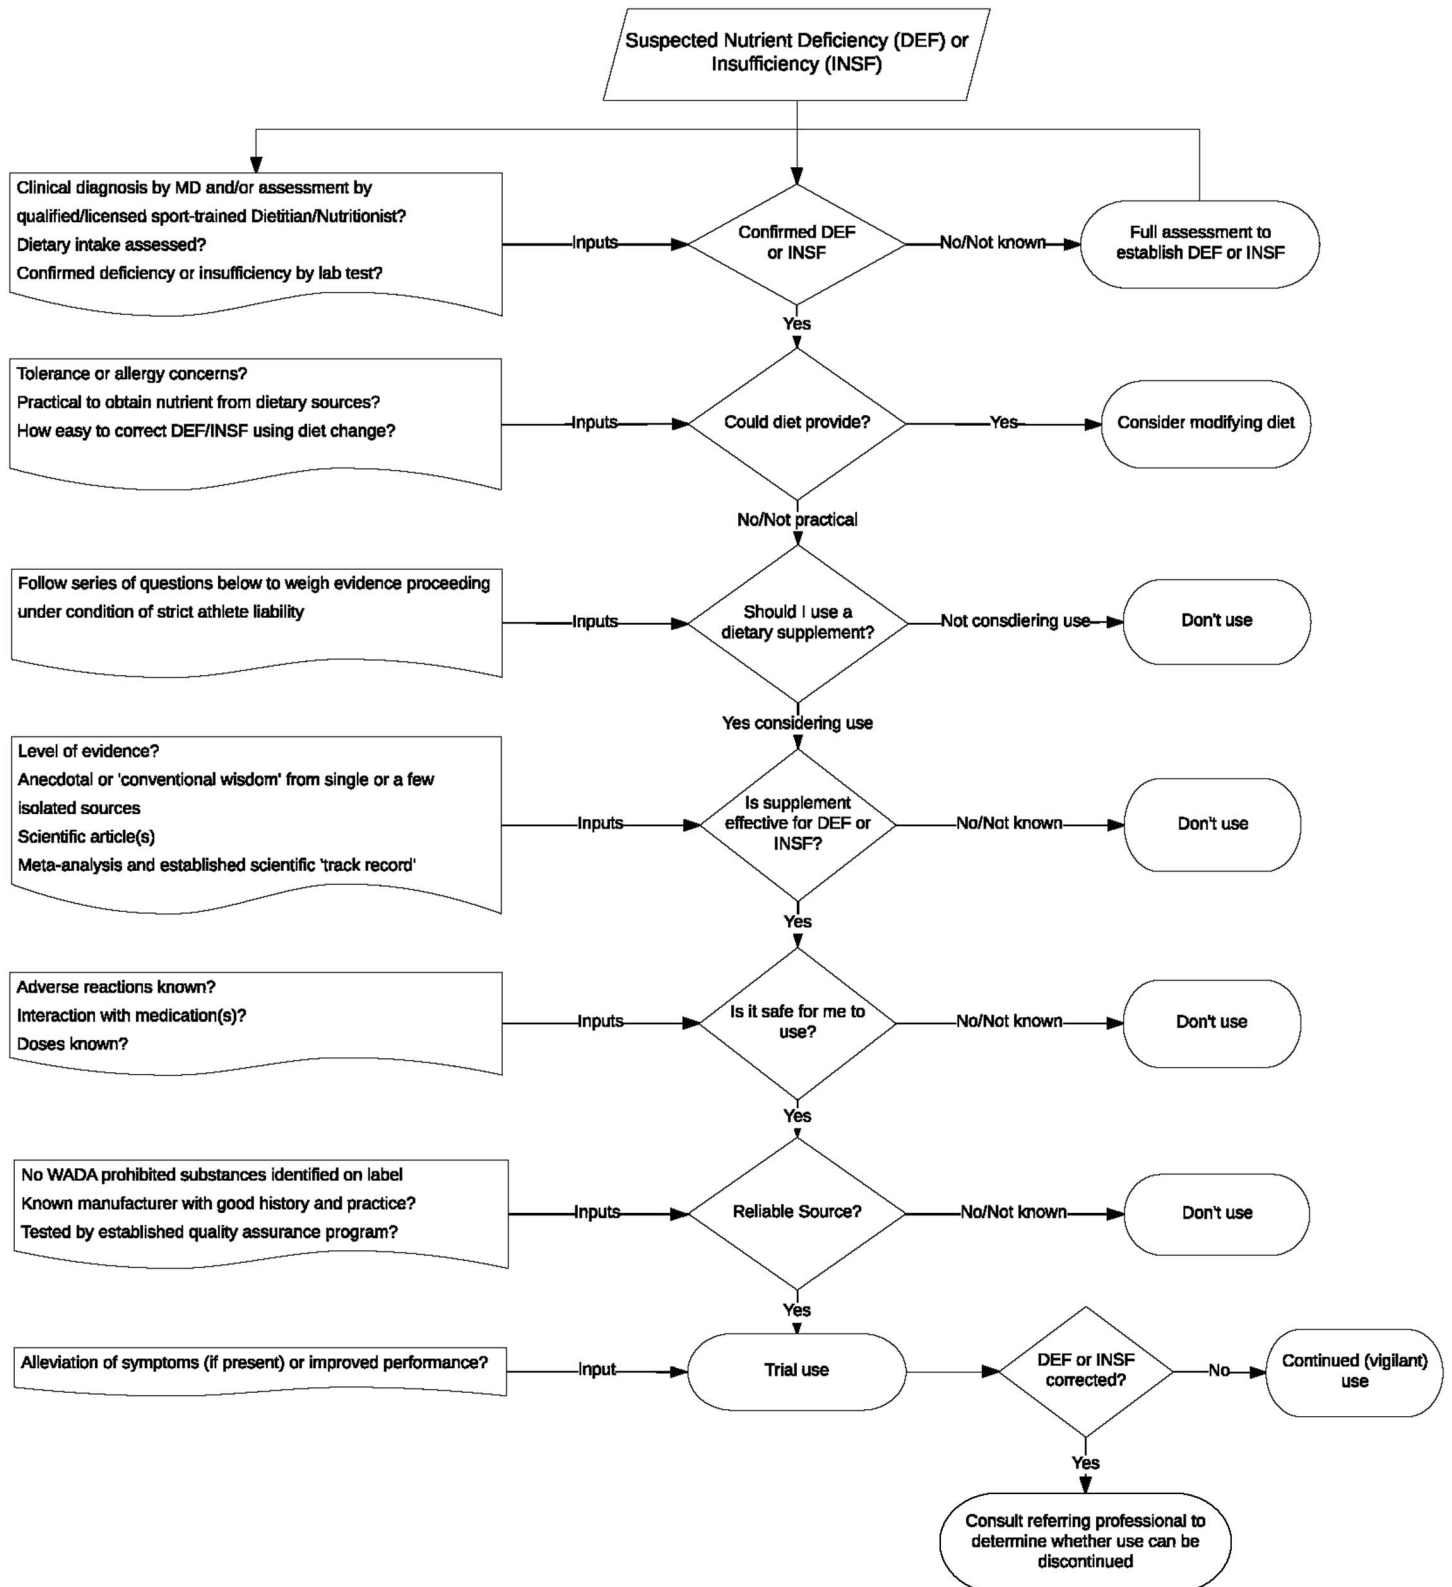 Suspected Nutrient Deficiency (DEF) or
Insufficiency (INSF)
Clinical diagnosis by MD and/or assessment by
qualified/licensed sport-trained Dietitian/Nutritionist?
Dietary intake assessed?
Confirmed deficiency or insufficiency by lab test?
Inputs
Confirmed DEF
or INSF
No/Not known
Full assessment to
establish DEF or INSF
Yes
Tolerance or allergy concerns?
Practical to obtain nutrient from dietary sources?
How easy to correct DEF/INSF using diet change?
Inputs
Could diet provide?
Yes
Consider modifying diet
No/Not practical
Follow series of questions below to weigh evidence proceeding
under condition of strict athlete liability
Inputs
Should I use a
dietary supplement?
Not consdiering use
Don't use
Yes considering use
Level of evidence?
Anecdotal or 'conventional wisdom' from single or a few
isolated sources
Scientific article(s)
Meta-analysis and established scientific 'track record'
Inputs
Is supplement
effective for DEF or
INSF?
No/Not known
Don't use
Yes
Adverse reactions known?
Interaction with medication(s)?
Doses known?
Inputs
Is it safe for me to
use?
No/Not known
Don't use
Yes
No WADA prohibited substances identified on label
Known manufacturer with good history and practice?
Tested by established quality assurance program?
Inputs
Reliable Source?
No/Not known
Don't use
Yes
Alleviation of symptoms (if present) or improved performance?
Input
Trial use
DEF or INSF
corrected?
No
Continued (vigilant)
use
Yes
Consult referring professional to
determine whether use can be
discontinued